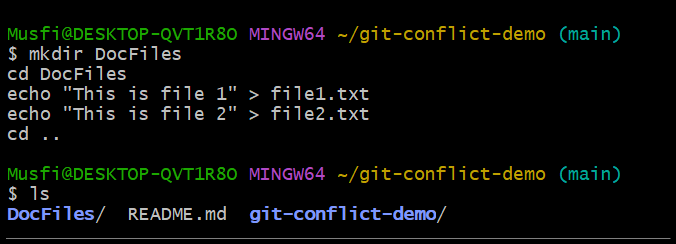 Musfi@DESKTOP-QVT1R8O MINGW64 ~/git-conflict-demo (main)
$ mkdir DocFiles
cd DocFiles
echo "This is file 1" > file1.txt
echo "This is file 2" > file2.txt
cd ..
Musfi@DESKTOP-QVT1R8O MINGW64 ~/git-conflict-demo (main)
$ ls
DocFiles/  README.md  git-conflict-demo/